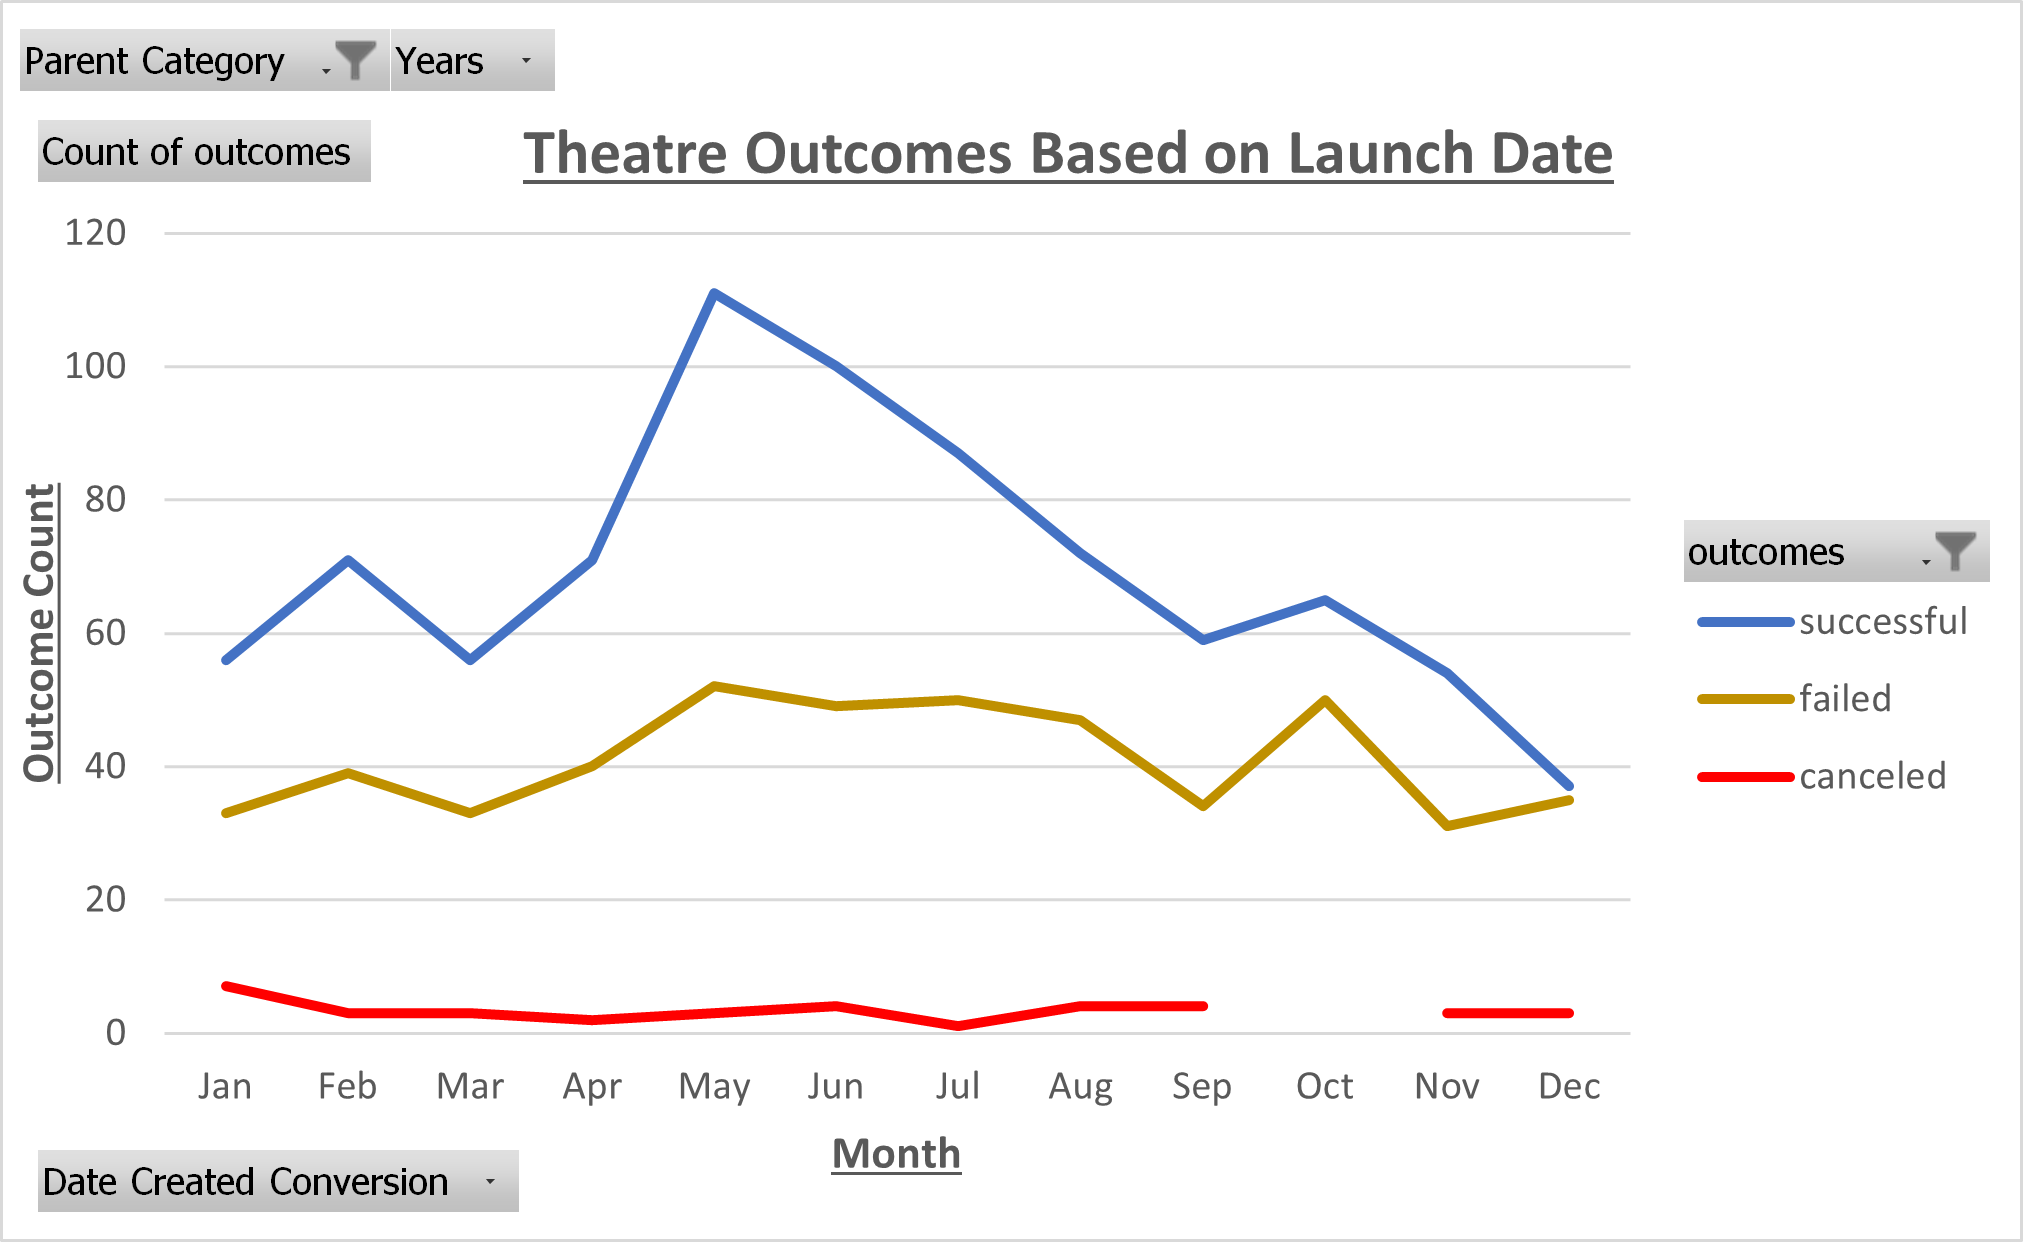 Parent Category Years
Count of outcomes
Theatre Outcomes Based on Launch Date
120
100
80
60
40
20
0
Outcome Count
Jan Feb Mar Apr May Jun Jul Aug Sep Oct Nov Dec
Month
outcomes
successful
failed
canceled
Date Created Conversion